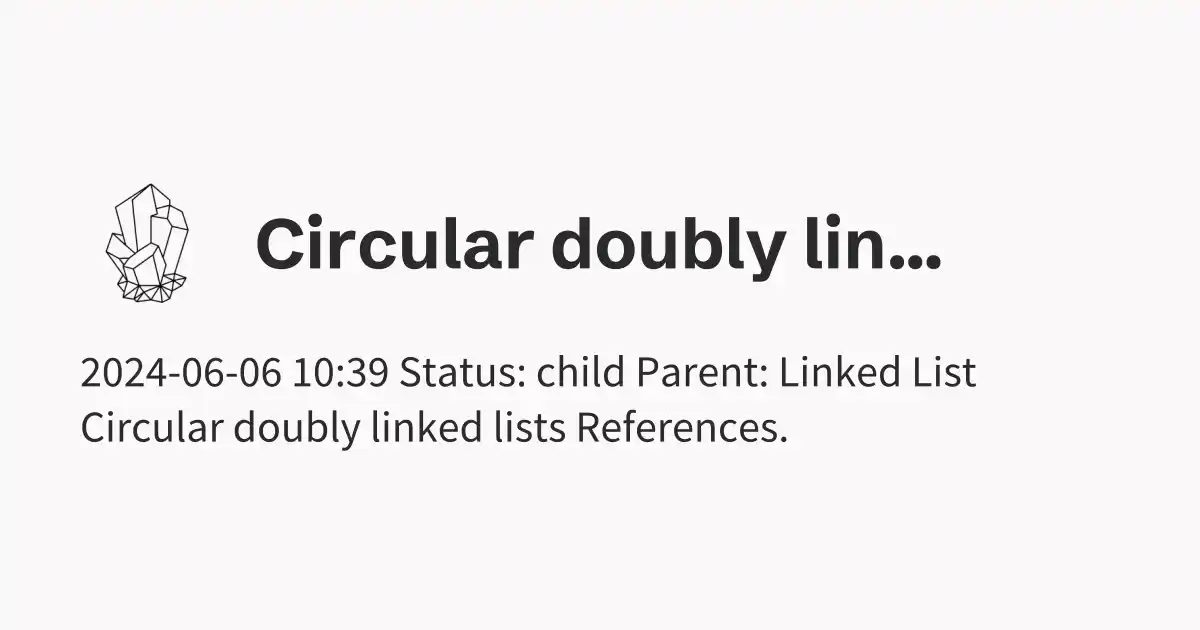 Circular doubly lin...
2024-06-06 10:39 Status: child Parent: Linked List
Circular doubly linked lists References.